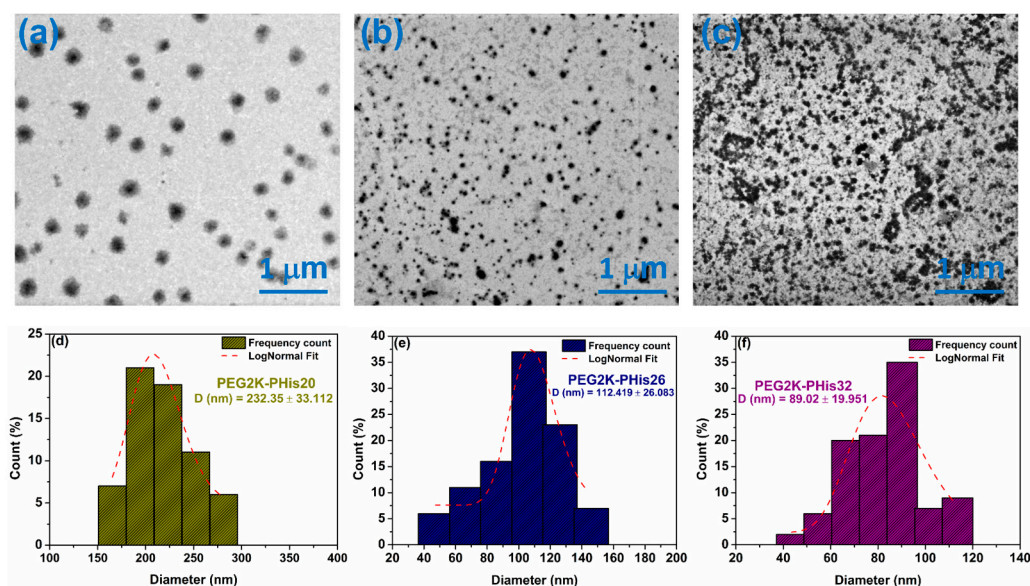 (a)
(b)
(c)
1 μm
1 μm
1 μm
(d)
Frequency count
LogNormal Fit
PEG2K-PHis20
D (nm) = 232.35 ± 33.112
25
20
15
10
5
0
Count (%)
100 150 200 250 300 350 400
Diameter (nm)
(e)
Frequency count
LogNormal Fit
PEG2K-PHis26
D (nm) = 112.419 ± 26.083
40
35
30
25
20
15
10
5
0
Count (%)
20 40 60 80 100 120 140 160 180 200
Diameter (nm)
(f)
Frequency count
LogNormal Fit
PEG2K-PHis32
D (nm) = 89.02 ± 19.951
40
35
30
25
20
15
10
5
0
Count (%)
20 40 60 80 100 120 140
Diameter (nm)